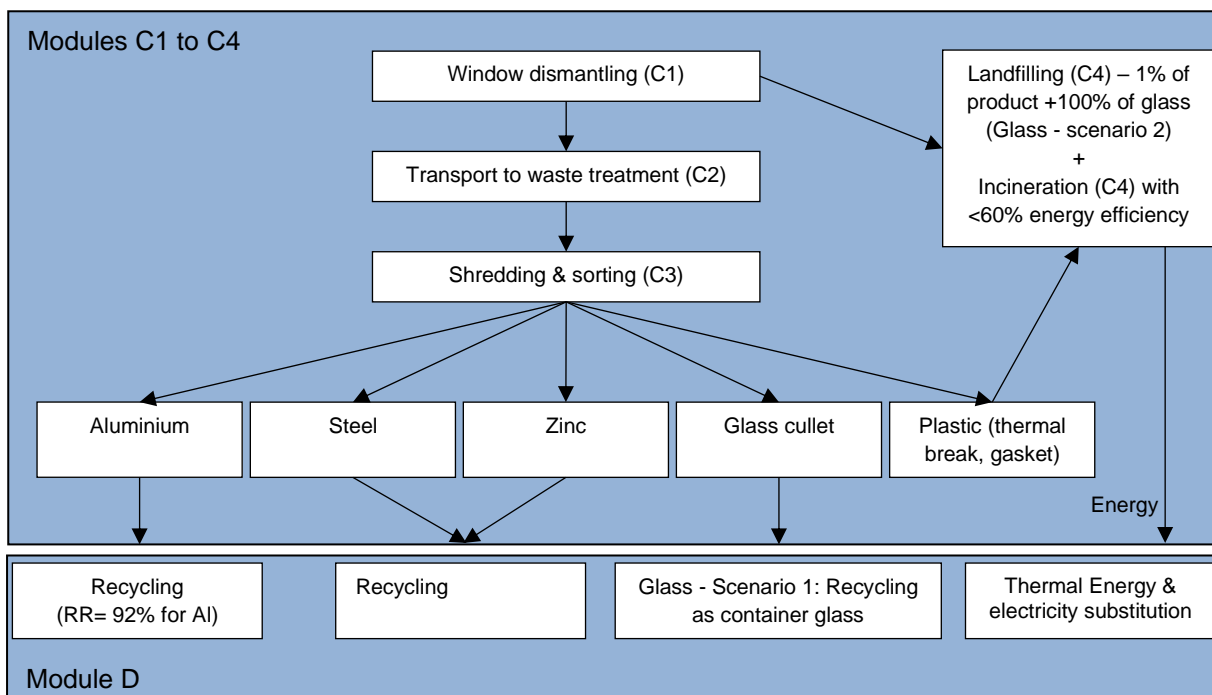 Modules C1 to C4
Window dismantling (C1)
Landfilling (C4) – 1% of
product +100% of glass
(Glass - scenario 2)
+
Incineration (C4) with
<60% energy efficiency
Transport to waste treatment (C2)
Shredding & sorting (C3)
Aluminium
Steel
Zinc
Glass cullet
Plastic (thermal
break, gasket)
Energy
Recycling
(RR= 92% for Al)
Recycling
Glass - Scenario 1: Recycling
as container glass
Thermal Energy &
electricity substitution
Module D